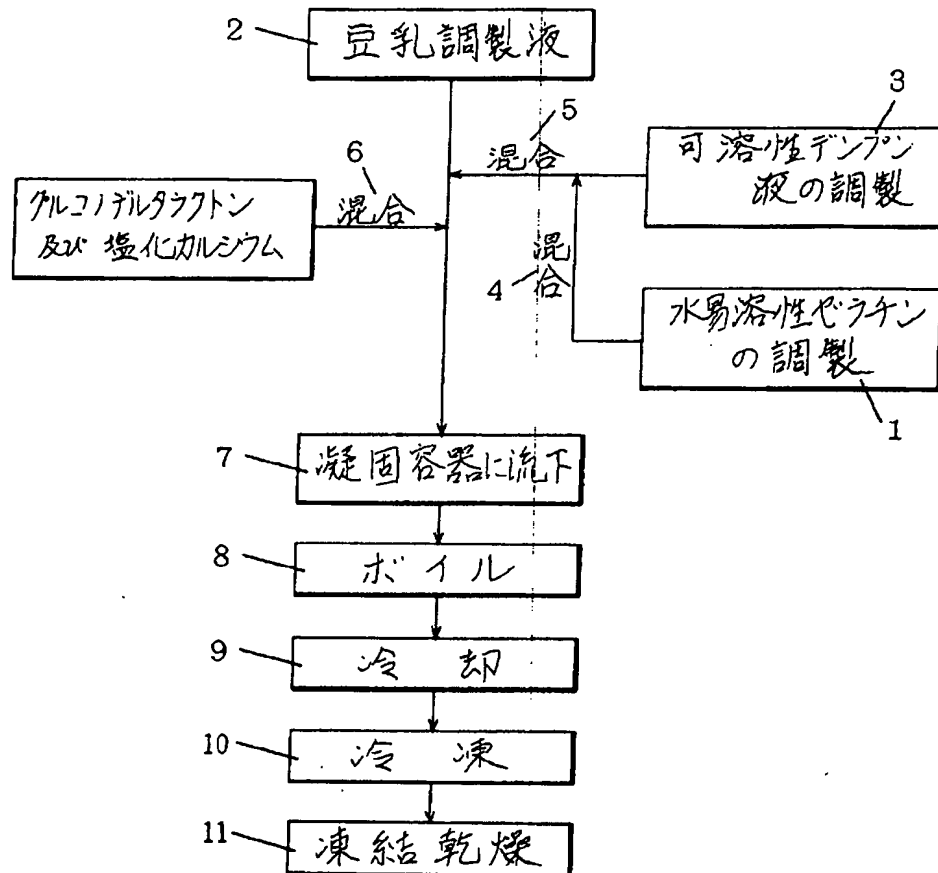 2
豆乳調製液
3
5
混合
可溶性デンプン
液の調製
6
混合
グルコノデルタラクトン
及び 塩化カルシウム
4
混合
水易溶性ゼラチン
の調製
1
7
凝固容器に流下
8
ボイル
9
冷却
10
冷凍
11
凍結乾燥